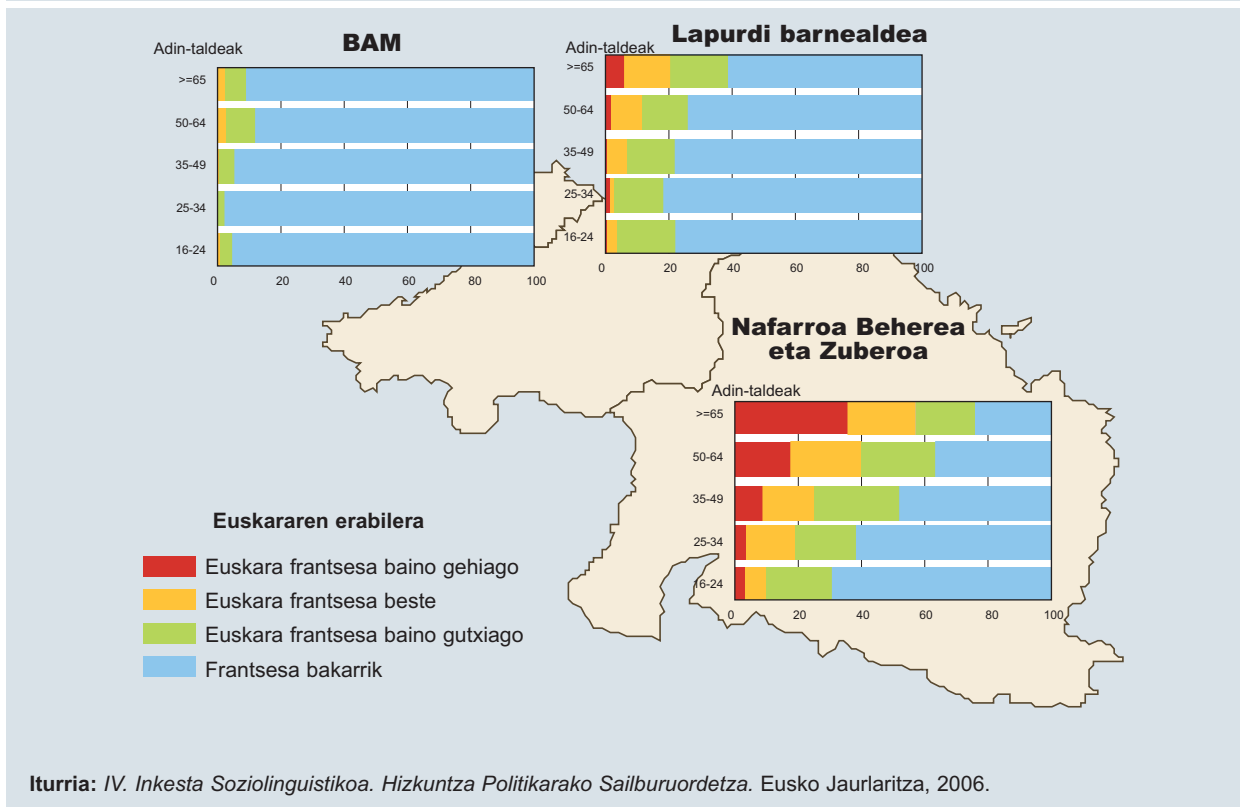 BAM
Adin-taldeak
>=65
50-64
35-49
25-34
16-24
0 20 40 60 80 100
Lapurdi barnealdea
Adin-taldeak
>=65
50-64
35-49
25-34
16-24
0 20 40 60 80 100
Nafarroa Beherea
eta Zuberoa
Adin-taldeak
>=65
50-64
35-49
25-34
16-24
0 20 40 60 80 100
Euskararen erabilera
Euskara frantsesa baino gehiago
Euskara frantsesa beste
Euskara frantsesa baino gutxiago
Frantsesa bakarrik
Iturria: IV. Inkesta Soziolinguistikoa. Hizkuntza Politikarako Sailburuordetza. Eusko Jaurlaritza, 2006.